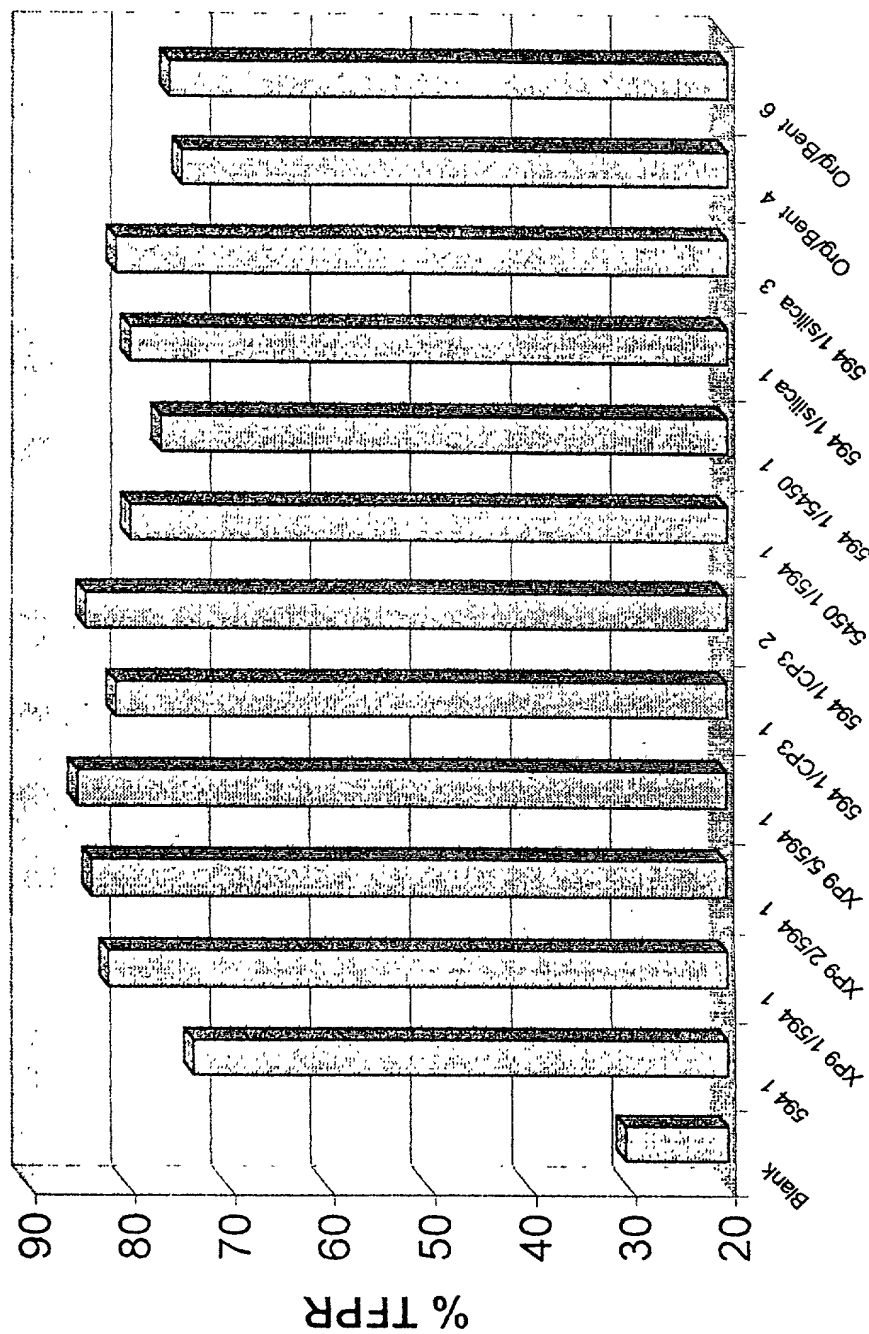 % TFPR
90
80
70
60
50
40
30
20
Blank
594 1
XP9 1/594 1
XP9 2/594 1
XP9 5/594 1
594 1/CP3 1
594 1/CP3 2
5450 1/594 1
594 1/5450 1
594 1/silica 1
594 1/silica 3
Org/Bent 4
Org/Bent 6